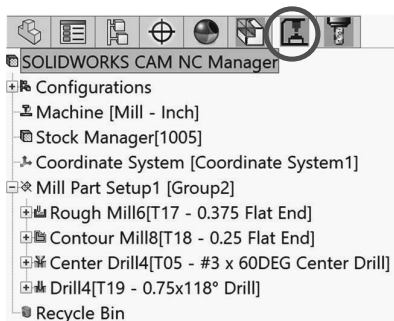 SOLIDWORKS CAM NC Manager
Configurations
Machine [Mill - Inch]
Stock Manager[1005]
Coordinate System [Coordinate System1]
Mill Part Setup1 [Group2]
Rough Mill6[T17 - 0.375 Flat End]
Contour Mill8[T18 - 0.25 Flat End]
Center Drill4[T05 - #3 x 60DEG Center Drill]
Drill4[T19 - 0.75x118° Drill]
Recycle Bin